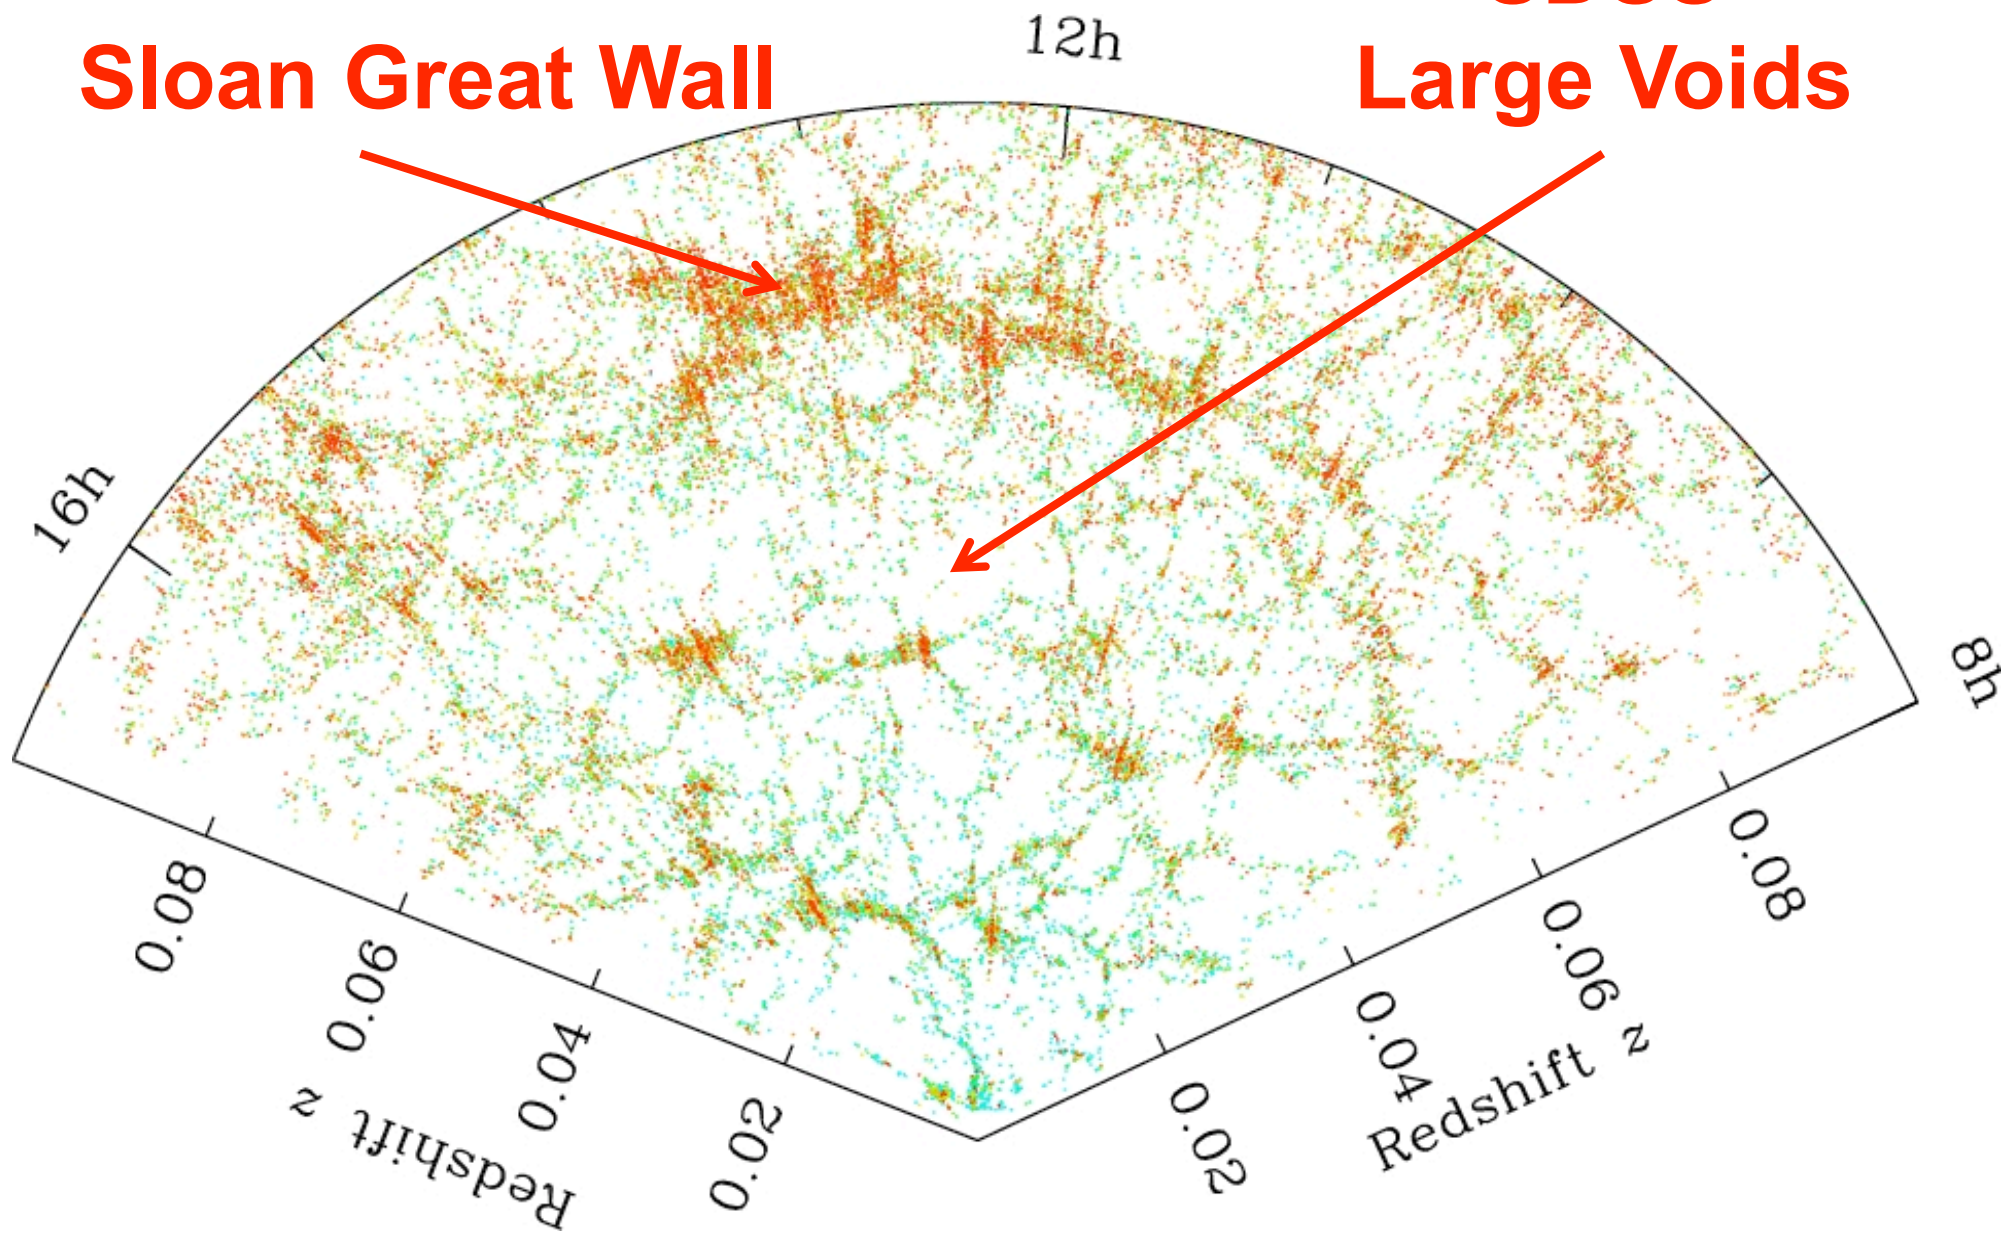 12h
Sloan Great Wall
Large Voids
16h
8h
0.08
0.06
0.04
0.02
Redshift z
0.02
0.04
0.06
0.08
Redshift z